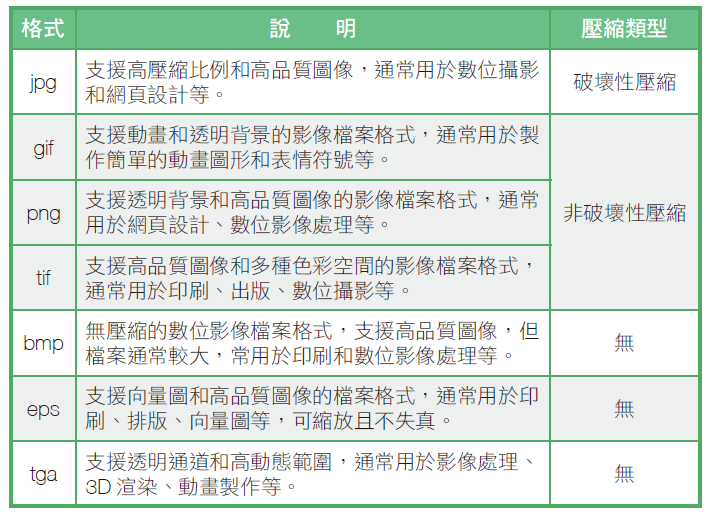 格式 說 明 壓縮類型
jpg
支援高壓縮比例和高品質圖像，通常用於數位攝影
和網頁設計等。
破壞性壓縮
gif
支援動畫和透明背景的影像檔案格式，通常用於製
作簡單的動畫圖形和表情符號等。
png
支援透明背景和高品質圖像的影像檔案格式，通常
用於網頁設計、數位影像處理等。
非破壞性壓縮
tif
支援高品質圖像和多種色彩空間的影像檔案格式，
通常用於印刷、出版、數位攝影等。
bmp
無壓縮的數位影像檔案格式，支援高品質圖像，但
檔案通常較大，常用於印刷和數位影像處理等。
無
eps
支援向量圖和高品質圖像的檔案格式，通常用於印
刷、排版、向量圖等，可縮放且不失真。
無
tga
支援透明通道和高動態範圍，通常用於影像處理、
3D 渲染、動畫製作等。
無